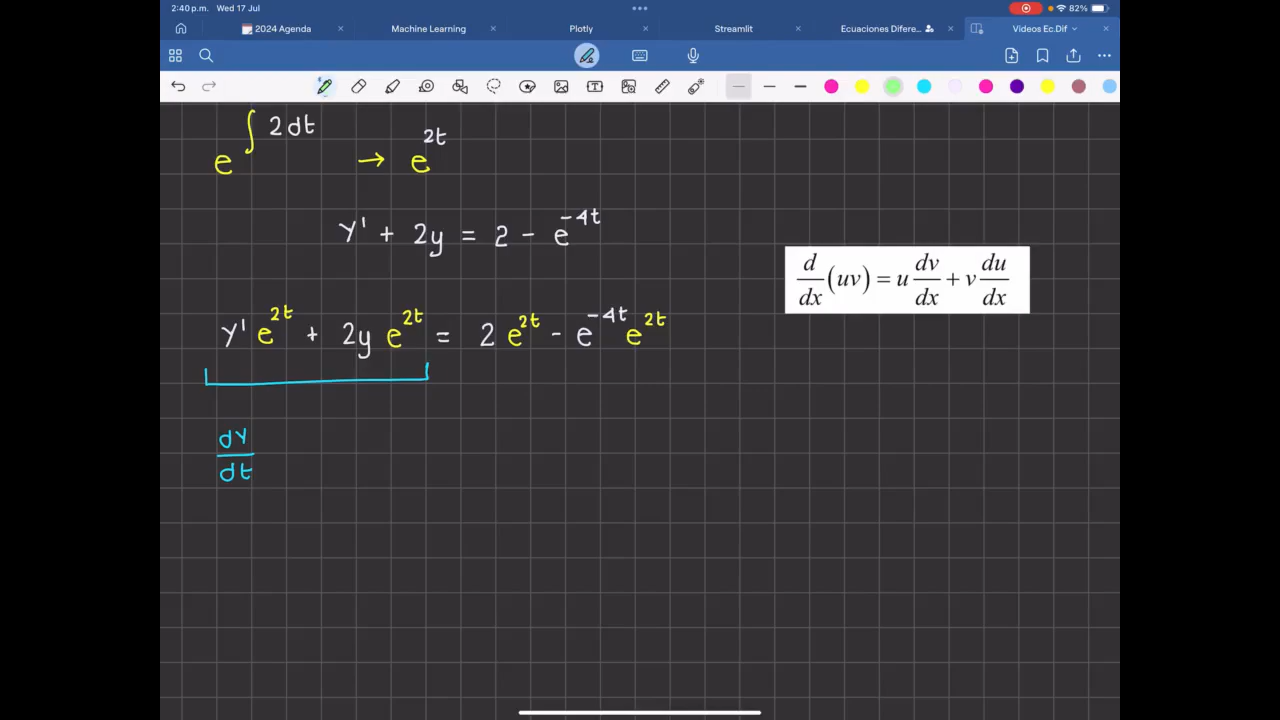 2:40 p.m. Wed 17 Jul
82%
2024 Agenda
Machine Learning
Plotly
Streamlit
Ecuaciones Difere...
Videos Ec.Dif
e^{∫ 2dt} → e^{2t}
y' + 2y = 2 - e^{-4t}
d/dx (uv) = u dv/dx + v du/dx
y' e^{2t} + 2y e^{2t} = 2 e^{2t} - e^{-4t} e^{2t}
dy/dt